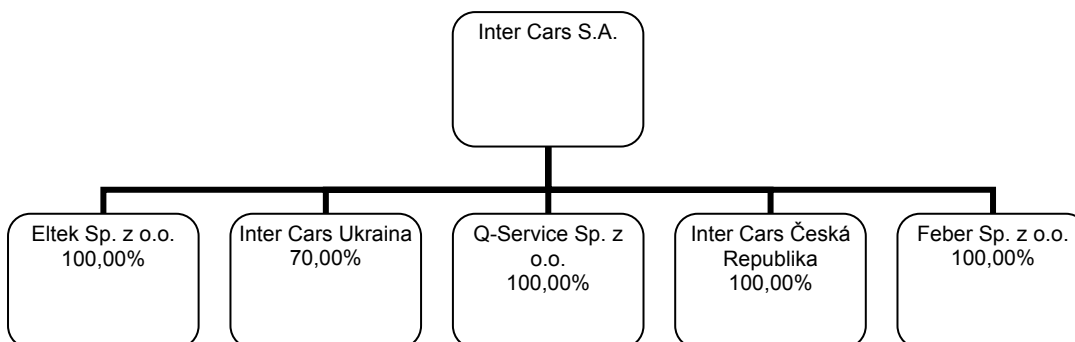 Inter Cars S.A.
Eltek Sp. z o.o.
100,00%
Inter Cars Ukraina
70,00%
Q-Service Sp. z
o.o.
100,00%
Inter Cars Česká
Republika
100,00%
Feber Sp. z o.o.
100,00%